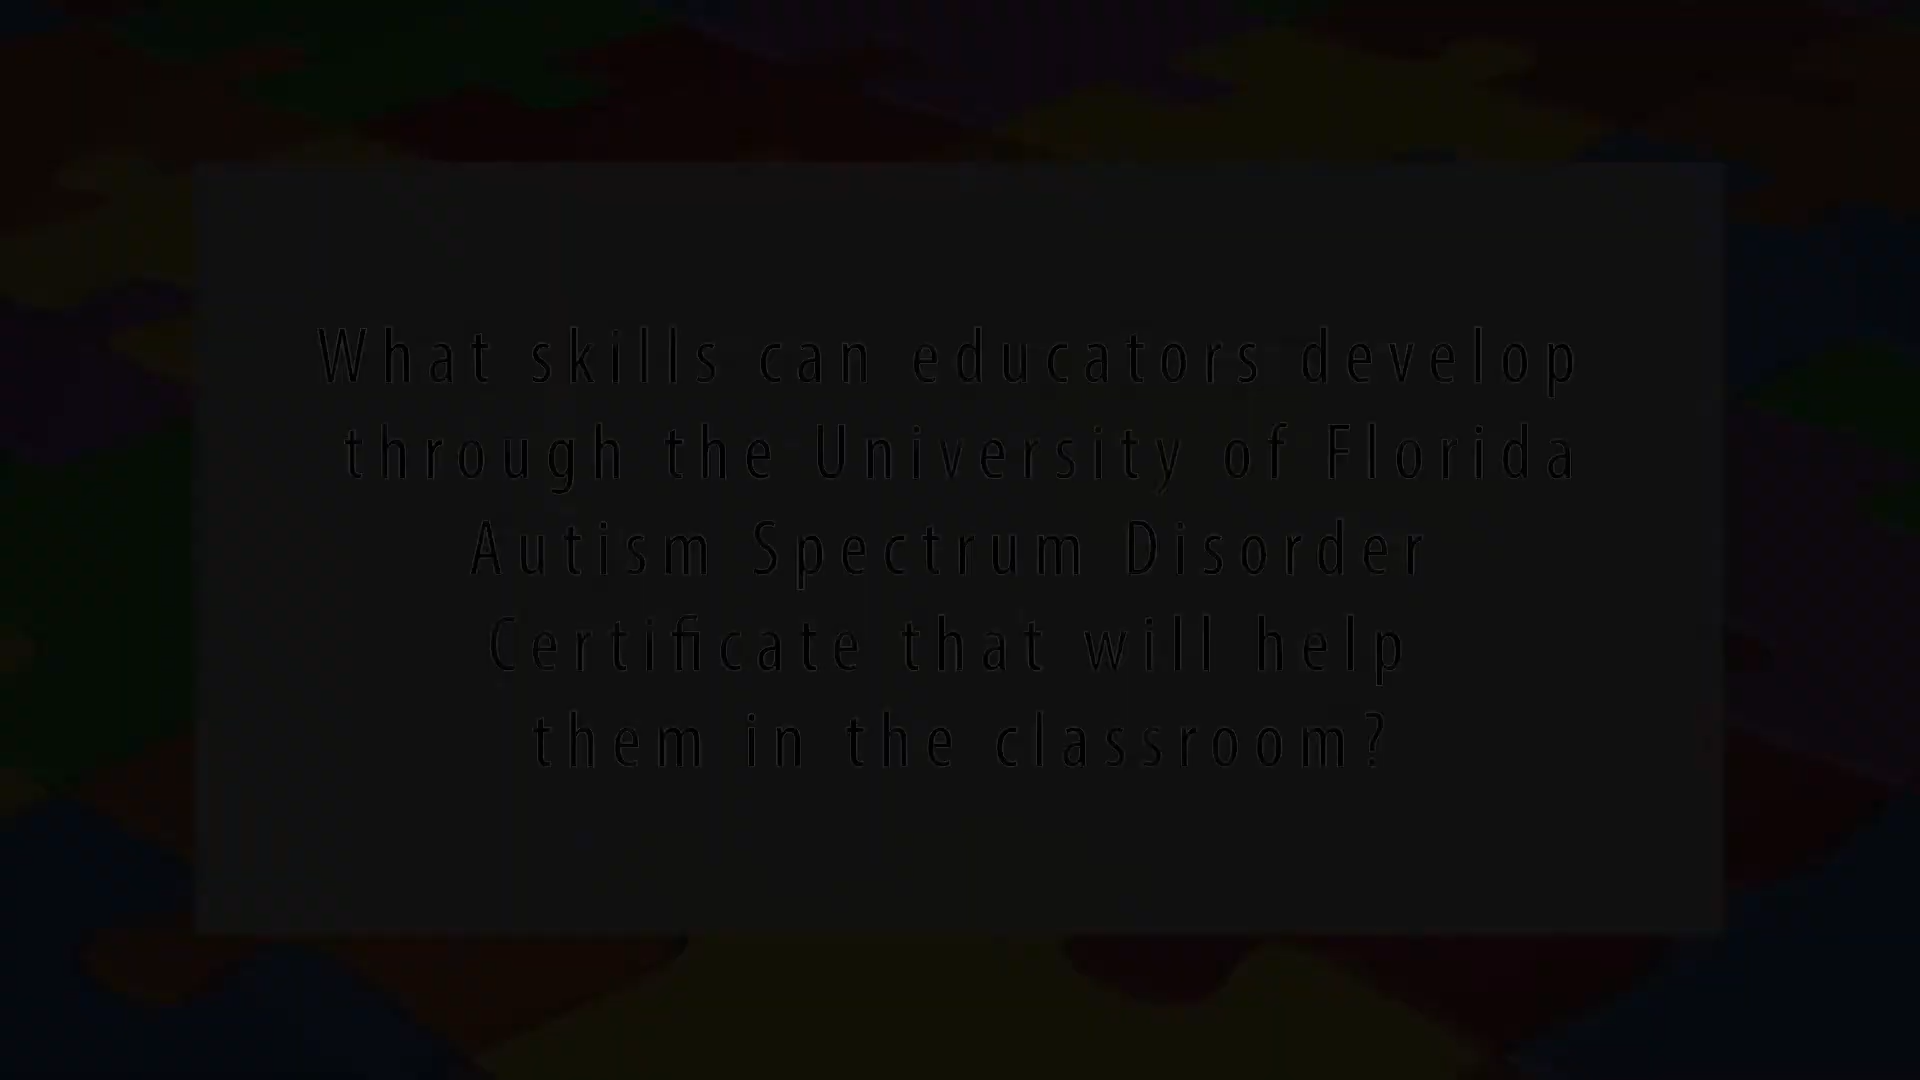 What skills can educators develop
through the University of Florida
Autism Spectrum Disorder
Certificate that will help
them in the classroom?